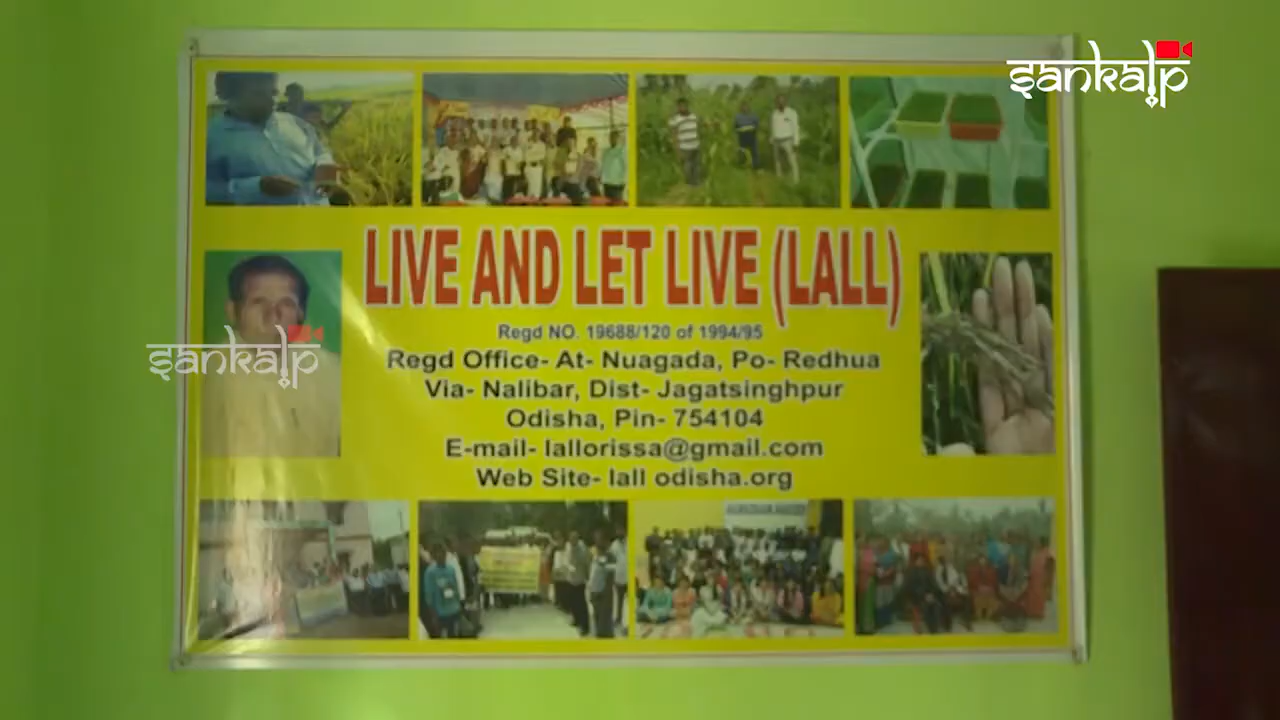 sankalp
LIVE AND LET LIVE (LALL)
Regd NO. 19688/120 of 1994/95
sankalp
Regd Office- At- Nuagada, Po- Redhua
Via- Nalibar, Dist- Jagatsinghpur
Odisha, Pin- 754104
E-mail- lallorissa@gmail.com
Web Site- lall odisha.org